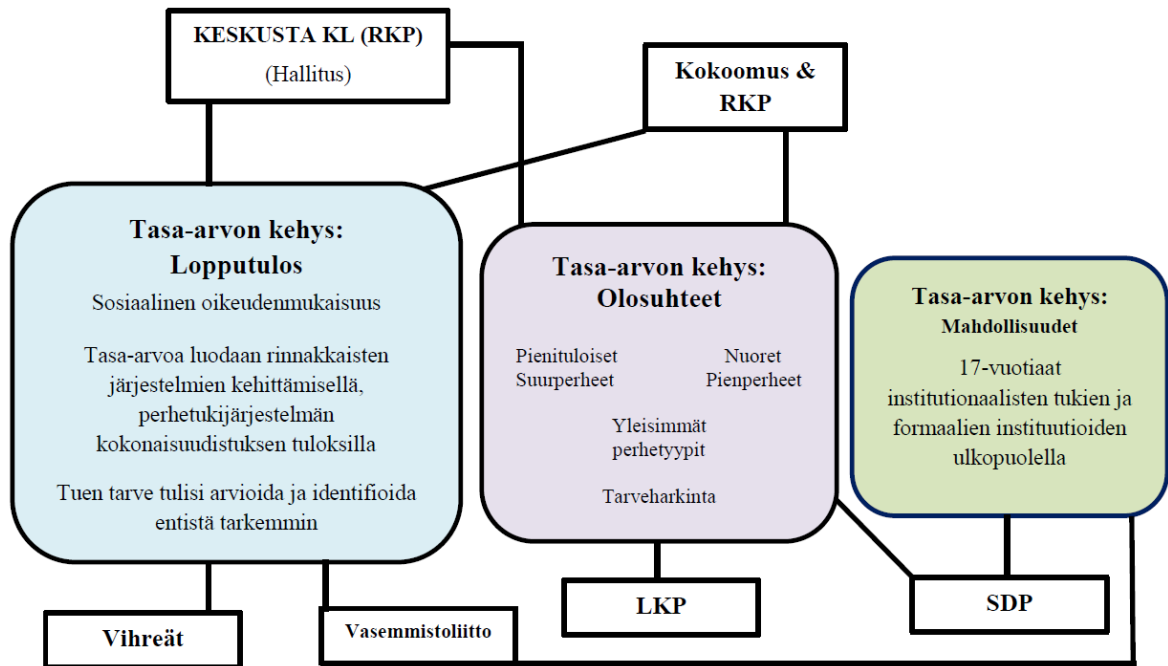 KESKUSTA KL (RKP)
(Hallitus)
Kokoomus &
RKP
Tasa-arvon kehys:
Lopputulos
Sosiaalinen oikeudenmukaisuus
Tasa-arvoa luodaan rinnakkaisten
järjestelmien kehittämisellä,
perhetukijärjestelmän
kokonaisuudistuksen tuloksilla
Tuen tarve tulisi arvioida ja identifioida
entistä tarkemmin
Tasa-arvon kehys:
Olosuhteet
Pienituloiset
Suurperheet
Nuoret
Pienperheet
Yleisimmät
perhetyypit
Tarveharkinta
Tasa-arvon kehys:
Mahdollisuudet
17-vuotiaat
institutionaalisten tukien ja
formaalien instituutioiden
ulkopuolella
Vihreät
Vasemmistoliitto
LKP
SDP